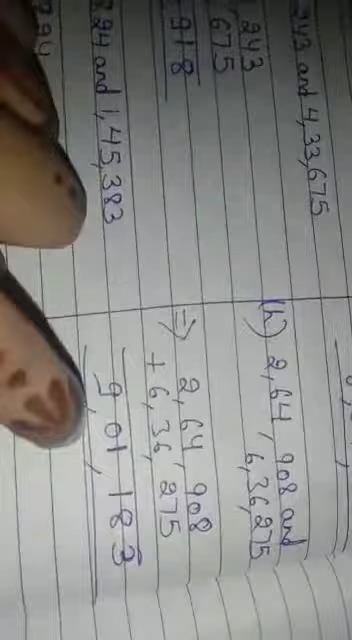 243 and 4,33,675
243
675
918
324 and 1,45,383
(h) 2,64,908 and
6,36,275
=> 2,64,908
+ 6,36,275
9,01,183